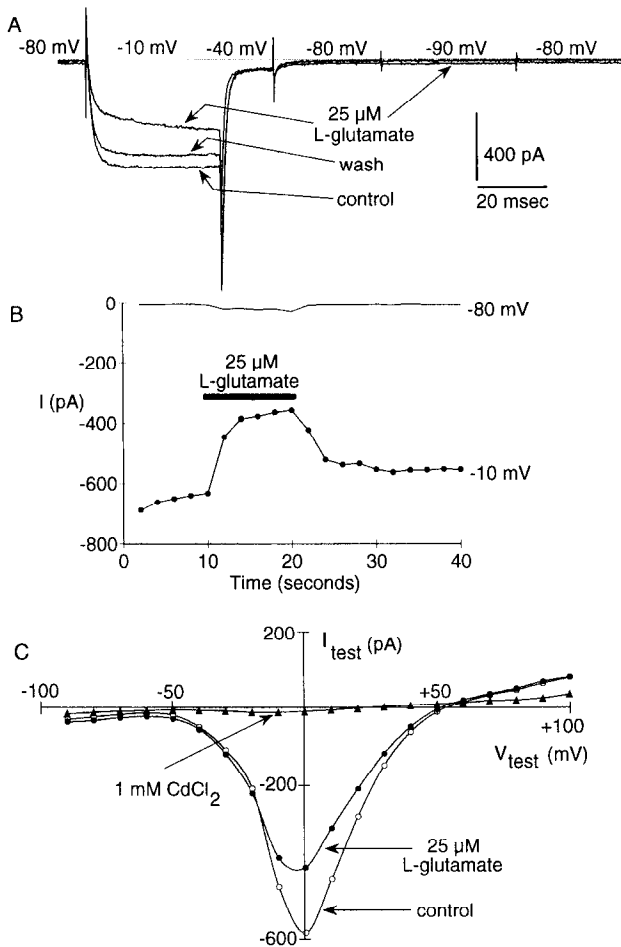 A
-80 mV -10 mV -40 mV -80 mV -90 mV -80 mV
25 µM
L-glutamate
wash
control
400 pA
20 msec
B
0
-200
-400
-600
-800
I (pA)
25 µM
L-glutamate
-80 mV
-10 mV
0 10 20 30 40
Time (seconds)
C
200
I test (pA)
-100 -50 +50
+100
V test (mV)
1 mM CdCl2
-200
25 µM
L-glutamate
control
-600